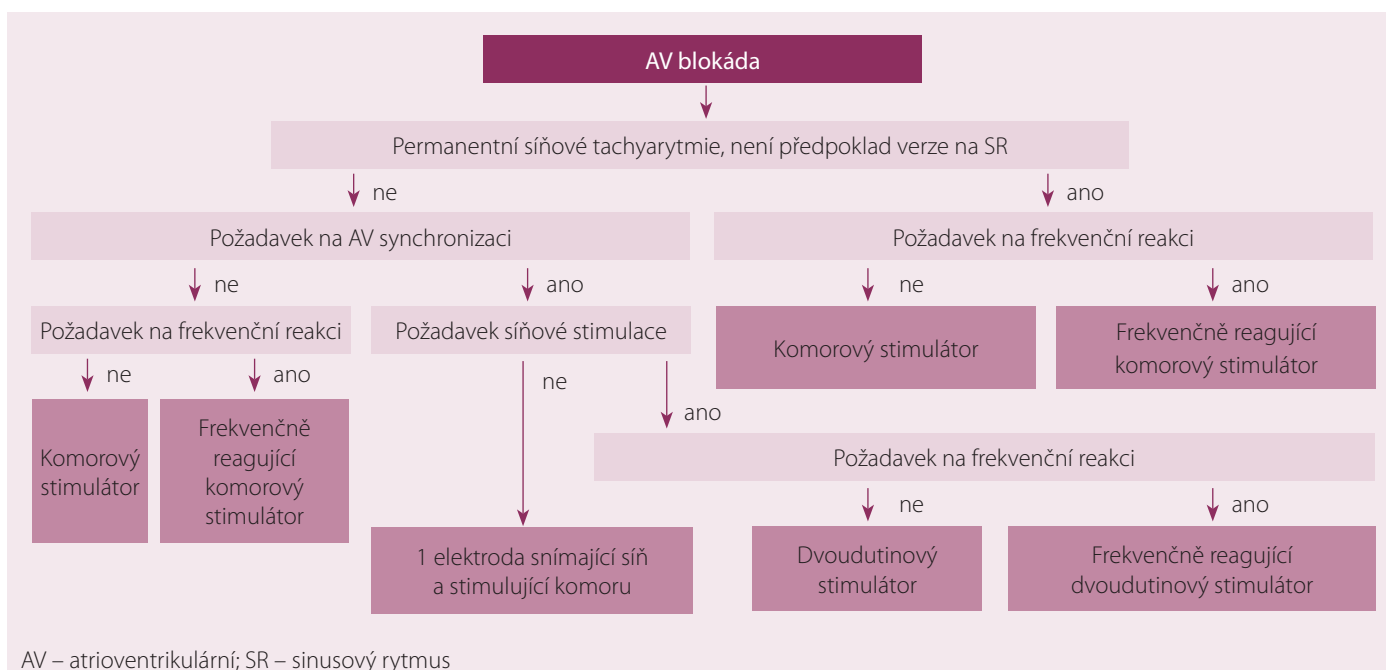 AV blokáda
Permanentní síňové tachyarytmie, není předpoklad verze na SR
ne
ano
Požadavek na AV synchronizaci
Požadavek na frekvenční reakci
ne
ano
ne
ano
Požadavek na frekvenční reakci
Požadavek síňové stimulace
Komorový stimulátor
Frekvenčně reagující
komorový stimulátor
ne
ano
ne
ano
Komorový
stimulátor
Frekvenčně
reagující
komorový
stimulátor
Požadavek na frekvenční reakci
ne
ano
1 elektroda snímající síň
a stimulující komoru
Dvoudutinový
stimulátor
Frekvenčně reagující
dvoudutinový stimulátor
AV – atrioventrikulární; SR – sinusový rytmus